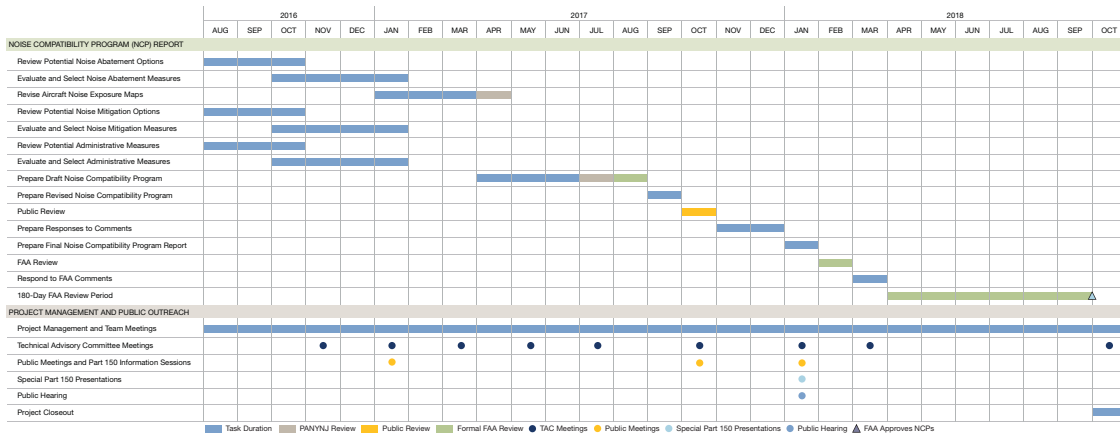 2016 2017 2018
AUG SEP OCT NOV DEC JAN FEB MAR APR MAY JUN JUL AUG SEP OCT NOV DEC JAN FEB MAR APR MAY JUN JUL AUG SEP OCT
NOISE COMPATIBILITY PROGRAM (NCP) REPORT
Review Potential Noise Abatement Options
Evaluate and Select Noise Abatement Measures
Revise Aircraft Noise Exposure Maps
Review Potential Noise Mitigation Options
Evaluate and Select Noise Mitigation Measures
Review Potential Administrative Measures
Evaluate and Select Administrative Measures
Prepare Draft Noise Compatibility Program
Prepare Revised Noise Compatibility Program
Public Review
Prepare Responses to Comments
Prepare Final Noise Compatibility Program Report
FAA Review
Respond to FAA Comments
180-Day FAA Review Period
PROJECT MANAGEMENT AND PUBLIC OUTREACH
Project Management and Team Meetings
Technical Advisory Committee Meetings
Public Meetings and Part 150 Information Sessions
Special Part 150 Presentations
Public Hearing
Project Closeout
Task Duration PANYNJ Review Public Review Formal FAA Review TAC Meetings Public Meetings Special Part 150 Presentations Public Hearing FAA Approves NCPs